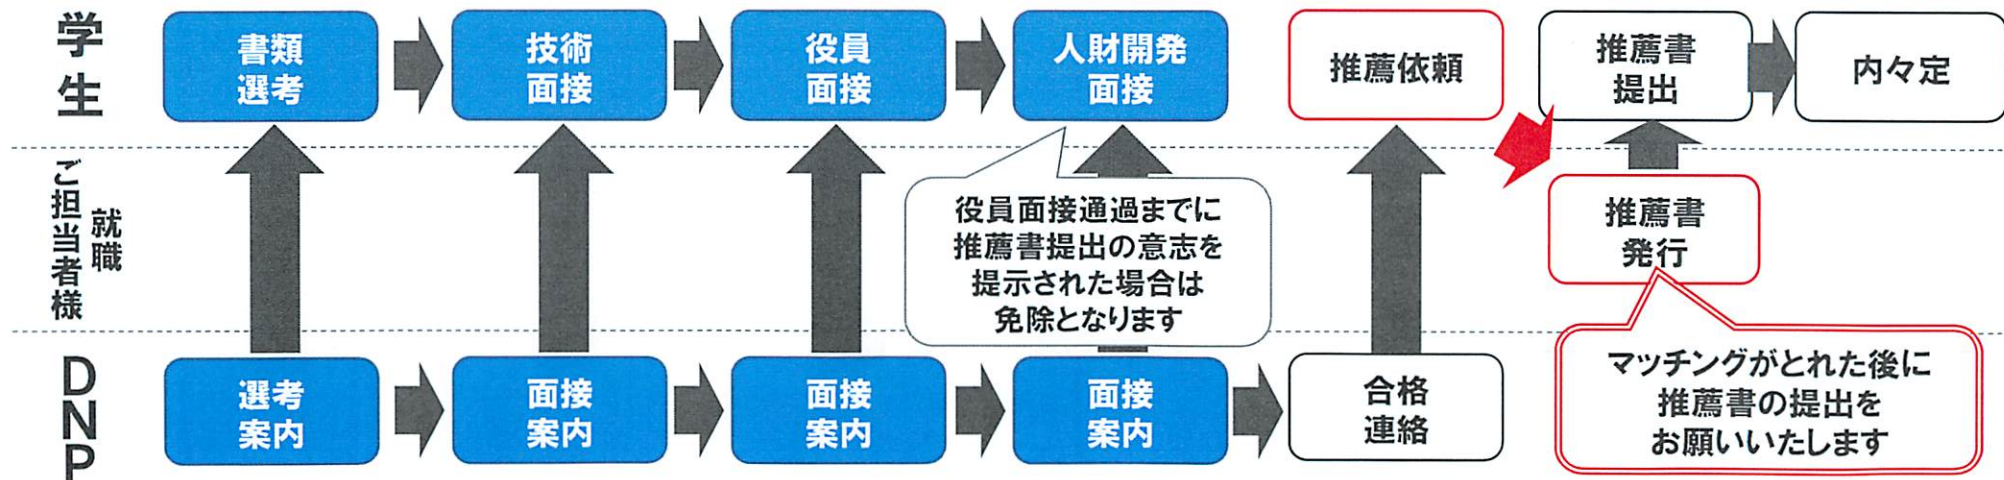 学生
書類
選考
技術
面接
役員
面接
人財開発
面接
推薦依頼
推薦書
提出
内々定
就職
ご担当者様
役員面接通過までに
推薦書提出の意志を
提示された場合は
免除となります
推薦書
発行
マッチングがとれた後に
推薦書の提出を
お願いいたします
DNP
選考
案内
面接
案内
面接
案内
面接
案内
合格
連絡